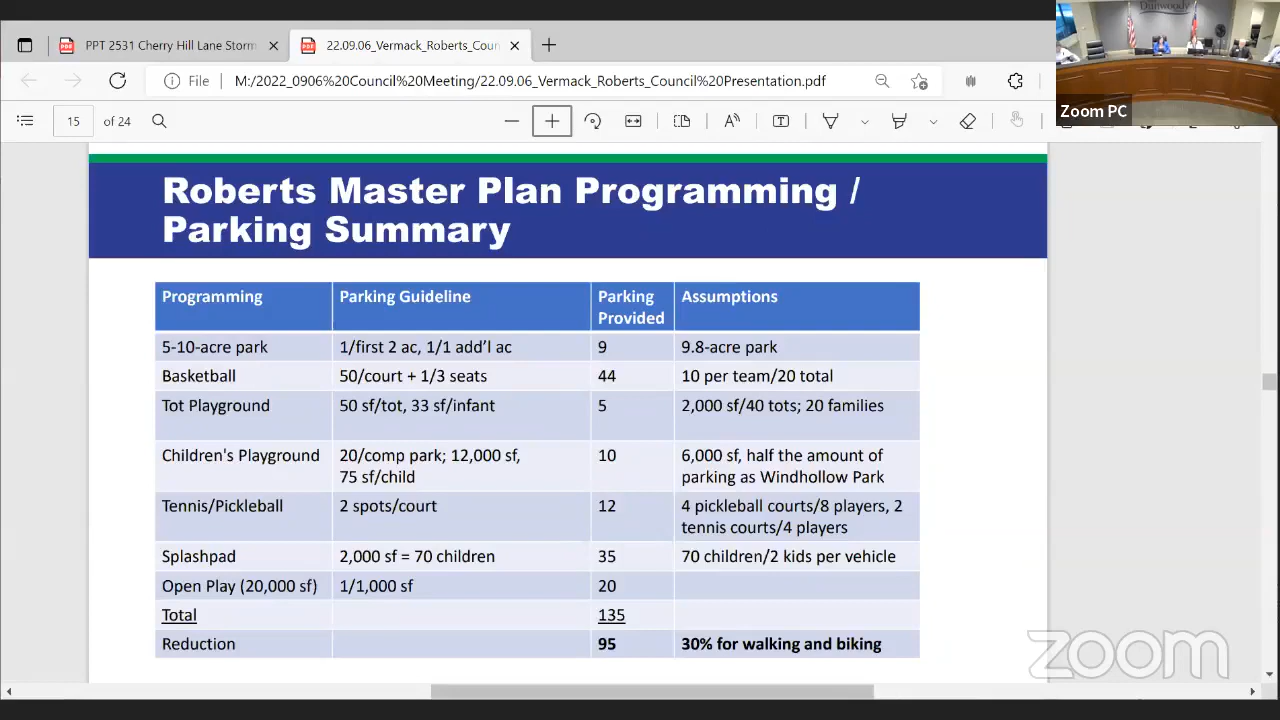 PPT 2531 Cherry Hill Lane Storm
22.09.06_Vermack_Roberts_Coun
File
M:/2022_0906%20Council%20Meeting/22.09.06_Vermack_Roberts_Council%20Presentation.pdf
Dunwoody
Zoom PC
15 of 24
Roberts Master Plan Programming /
Parking Summary
Programming Parking Guideline Parking Provided Assumptions
5-10-acre park 1/first 2 ac, 1/1 add’l ac 9 9.8-acre park
Basketball 50/court + 1/3 seats 44 10 per team/20 total
Tot Playground 50 sf/tot, 33 sf/infant 5 2,000 sf/40 tots; 20 families
Children's Playground 20/comp park; 12,000 sf, 10 6,000 sf, half the amount of
75 sf/child parking as Windhollow Park
Tennis/Pickleball 2 spots/court 12 4 pickleball courts/8 players, 2
tennis courts/4 players
Splashpad 2,000 sf = 70 children 35 70 children/2 kids per vehicle
Open Play (20,000 sf) 1/1,000 sf 20
Total 135
Reduction 95 30% for walking and biking
zoom